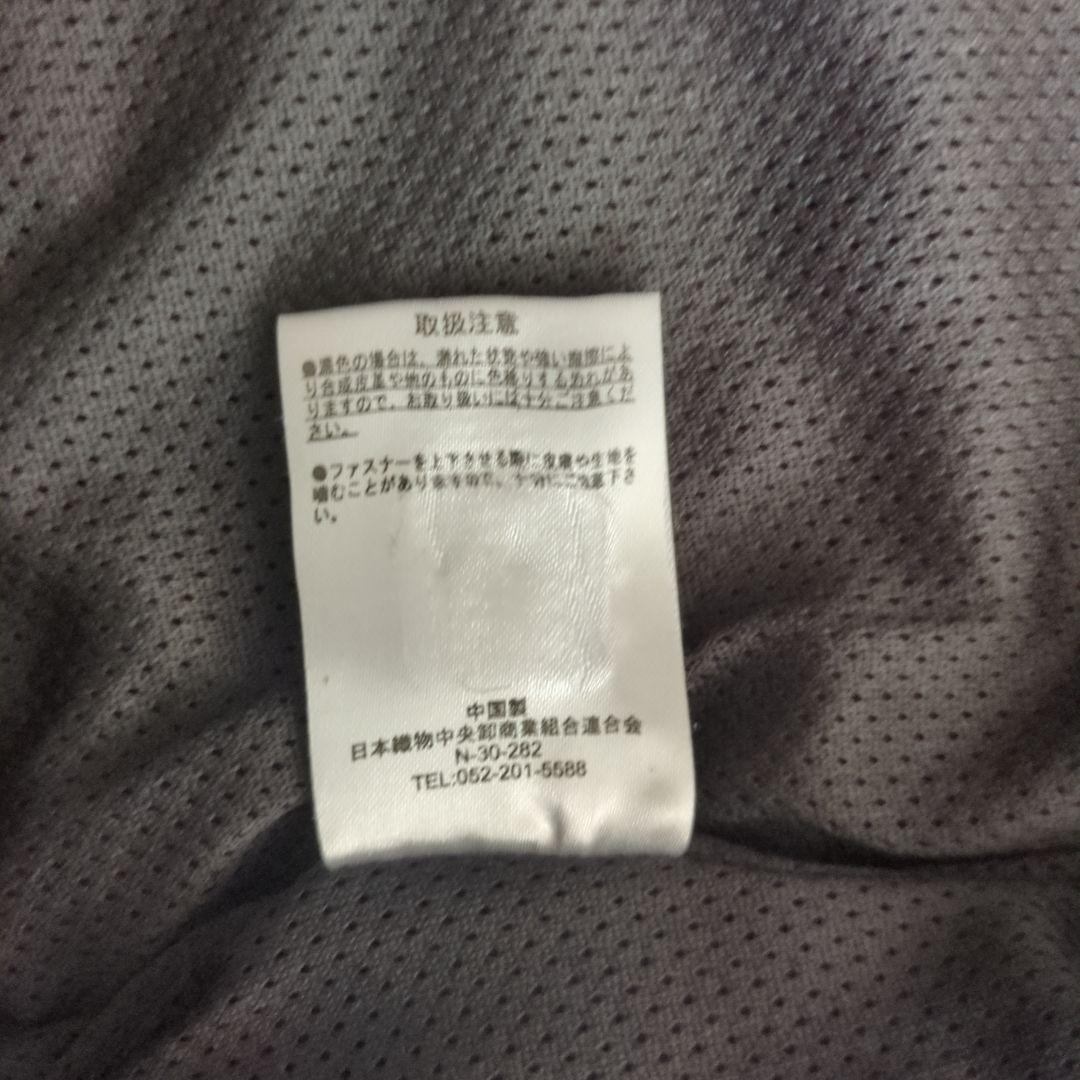 取扱注意
●濃色の場合は、濡れた状態や強い摩擦によ
り合成皮革や他のものに色移りする恐れがあ
りますので、お取り扱いには十分ご注意くだ
さい。
●ファスナーを上下させる際に皮膚や生地を
噛むことがありますので、十分にご注意下さ
い。
中国製
日本織物中央卸商業組合連合会
N-30-282
TEL:052-201-5588